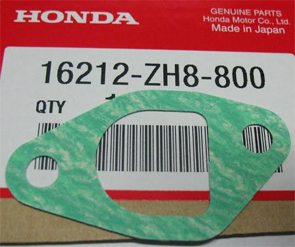 HONDA
GENUINE PARTS
Honda Motor Co., Ltd.
Made in Japan
16212-ZH8-800
QTY